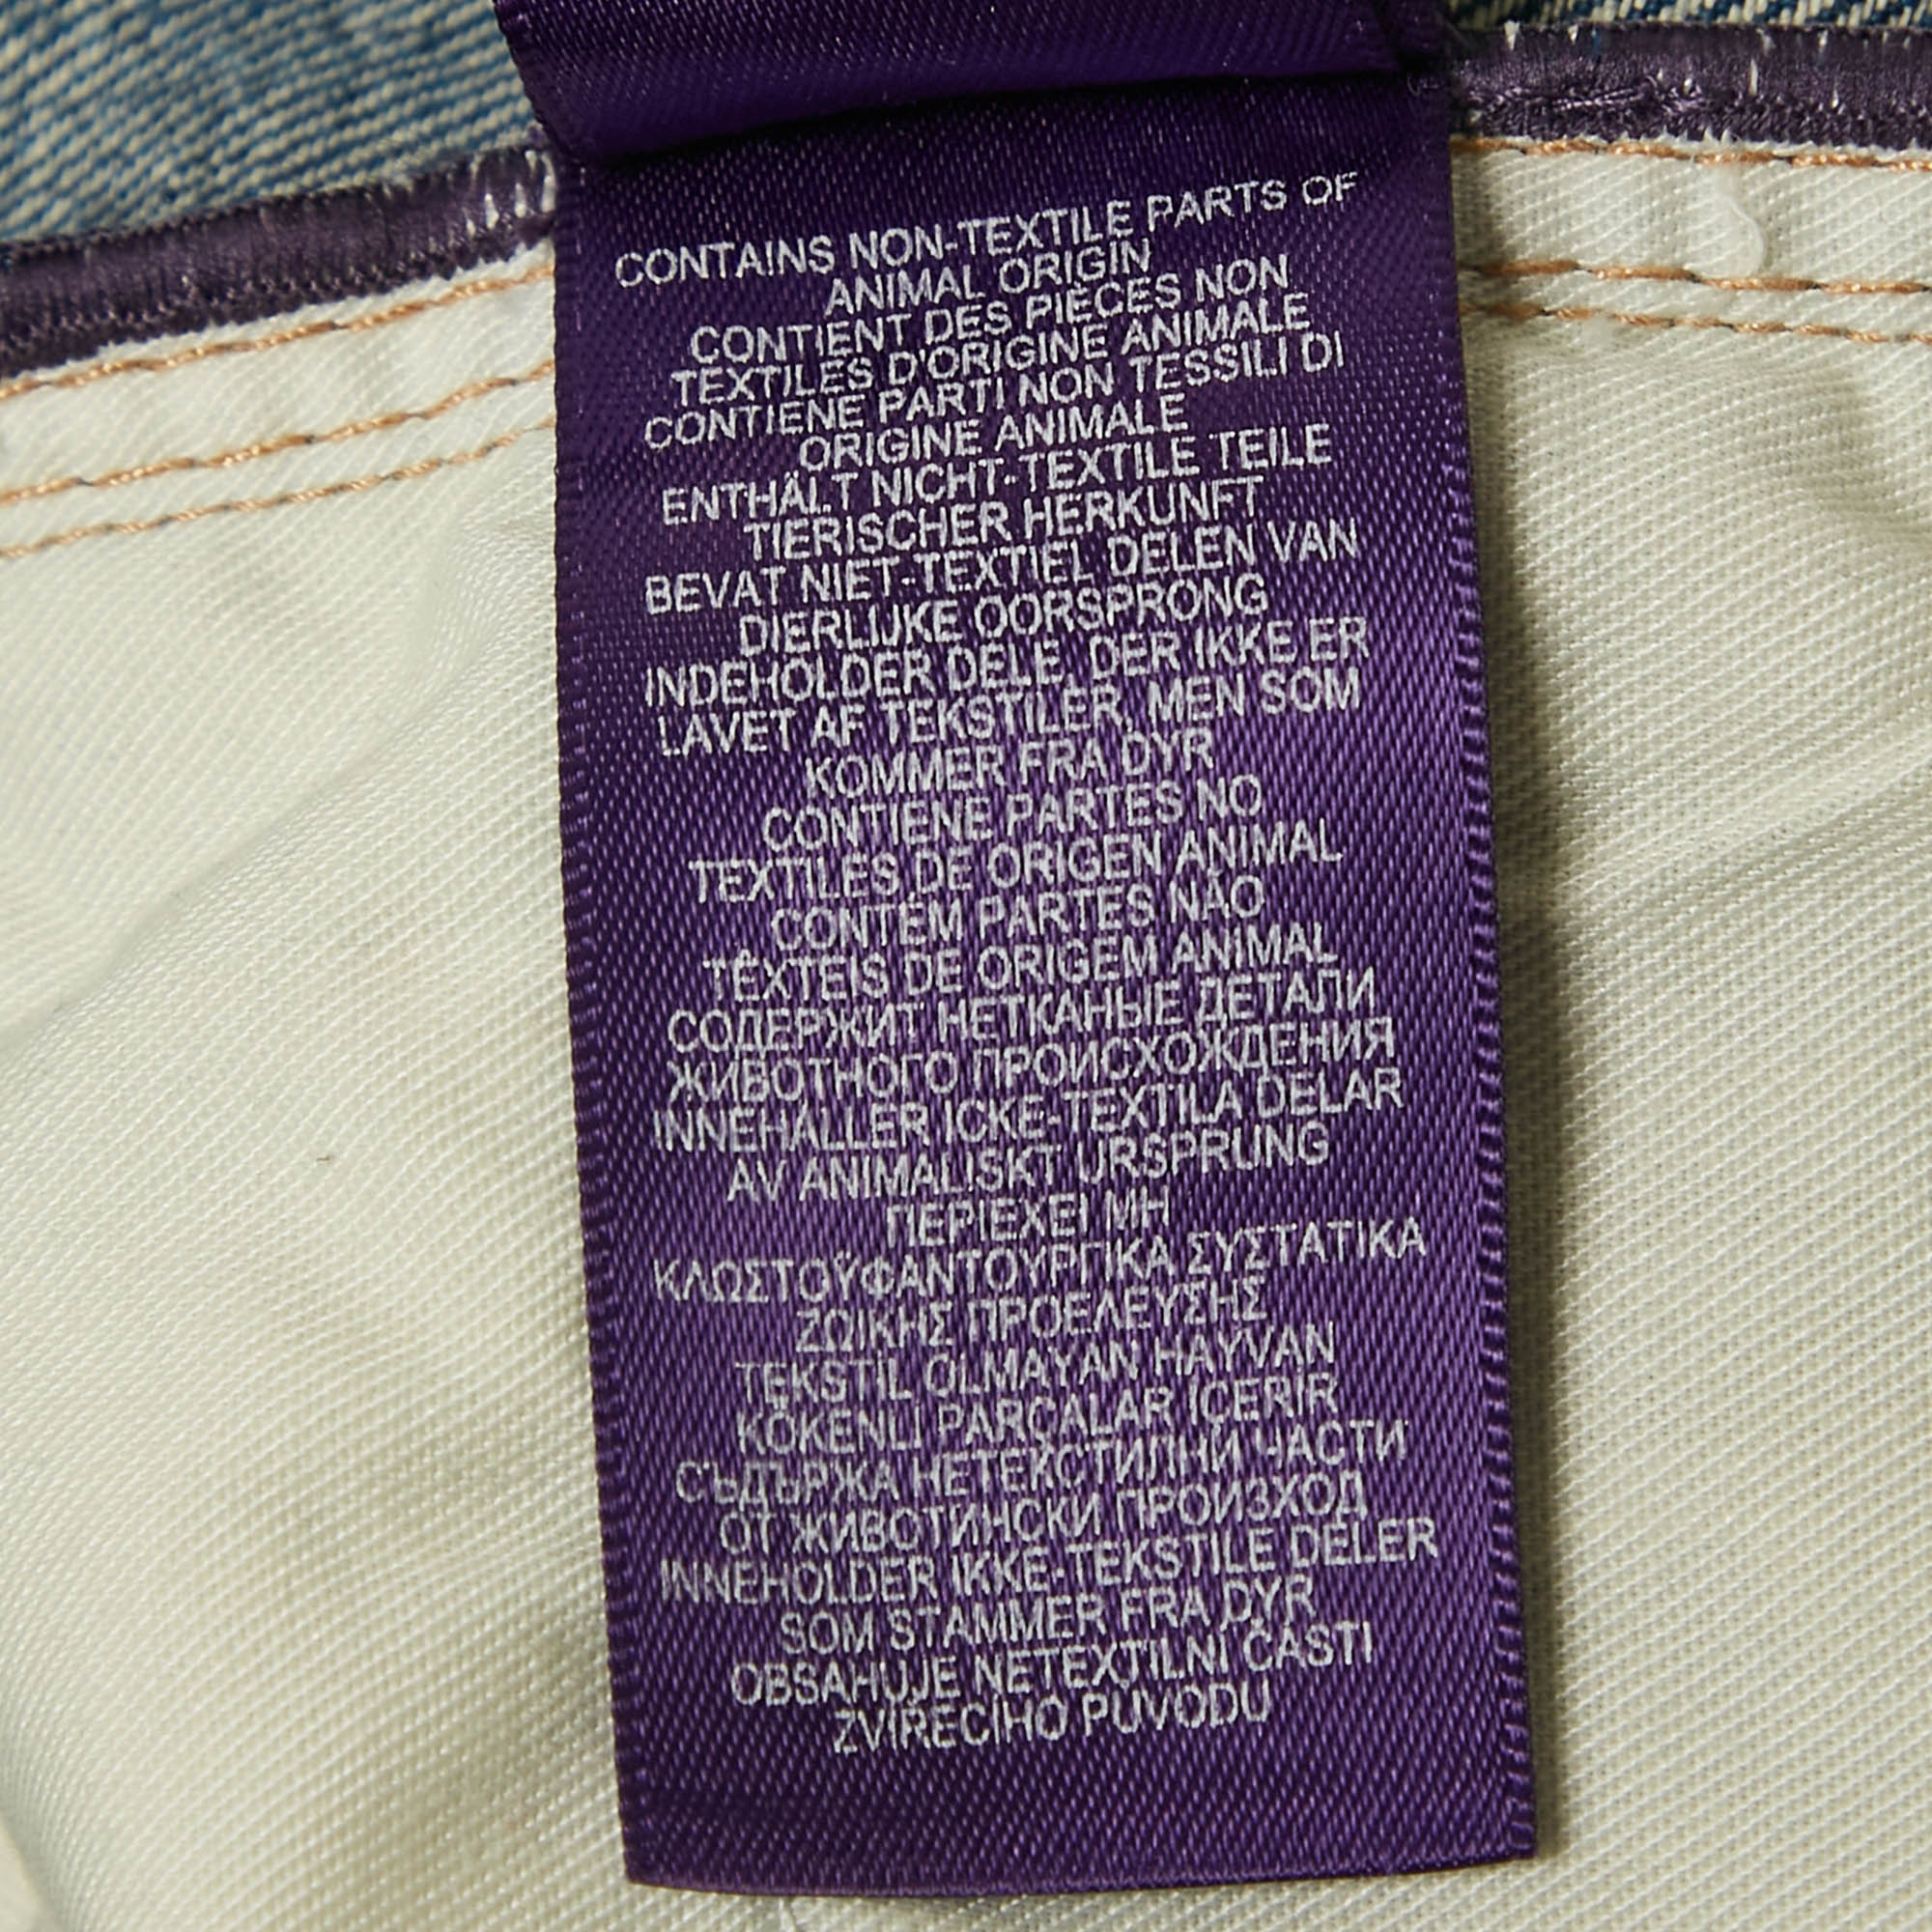 CONTAINS NON-TEXTILE PARTS OF
ANIMAL ORIGIN
CONTIENT DES PIÈCES NON
TEXTILES D'ORIGINE ANIMALE
CONTIENE PARTI NON TESSILI DI
ORIGINE ANIMALE
ENTHÄLT NICHT-TEXTILE TEILE
TIERISCHER HERKUNFT
BEVAT NIET-TEXTIEL DELEN VAN
DIERLIJKE OORSPRONG
INDEHOLDER DELE, DER IKKE ER
LAVET AF TEKSTILER, MEN SOM
KOMMER FRA DYR
CONTIENE PARTES NO
TEXTILES DE ORIGEN ANIMAL
CONTÉM PARTES NÃO
TÊXTEIS DE ORIGEM ANIMAL
СОДЕРЖИТ НЕТКАНЫЕ ДЕТАЛИ
ЖИВОТНОГО ПРОИСХОЖДЕНИЯ
INNEHÅLLER ICKE-TEXTILA DELAR
AV ANIMALISKT URSPRUNG
ΠΕΡΙΕΧΕΙ ΜΗ
ΚΛΩΣΤΟΫΦΑΝΤΟΥΡΓΙΚΑ ΣΥΣΤΑΤΙΚΑ
ΖΩΙΚΗΣ ΠΡΟΕΛΕΥΣΗΣ
TEKSTİL OLMAYAN HAYVAN
KÖKENLİ PARÇALAR İÇERİR
СЪДЪРЖА НЕТЕКСТИЛНИ ЧАСТИ
ОТ ЖИВОТИНСКИ ПРОИЗХОД
INNEHOLDER IKKE-TEKSTILE DELER
SOM STAMMER FRA DYR
OBSAHUJE NETEXTILNÍ ČÁSTI
ZVÍŘECÍHO PŮVODU